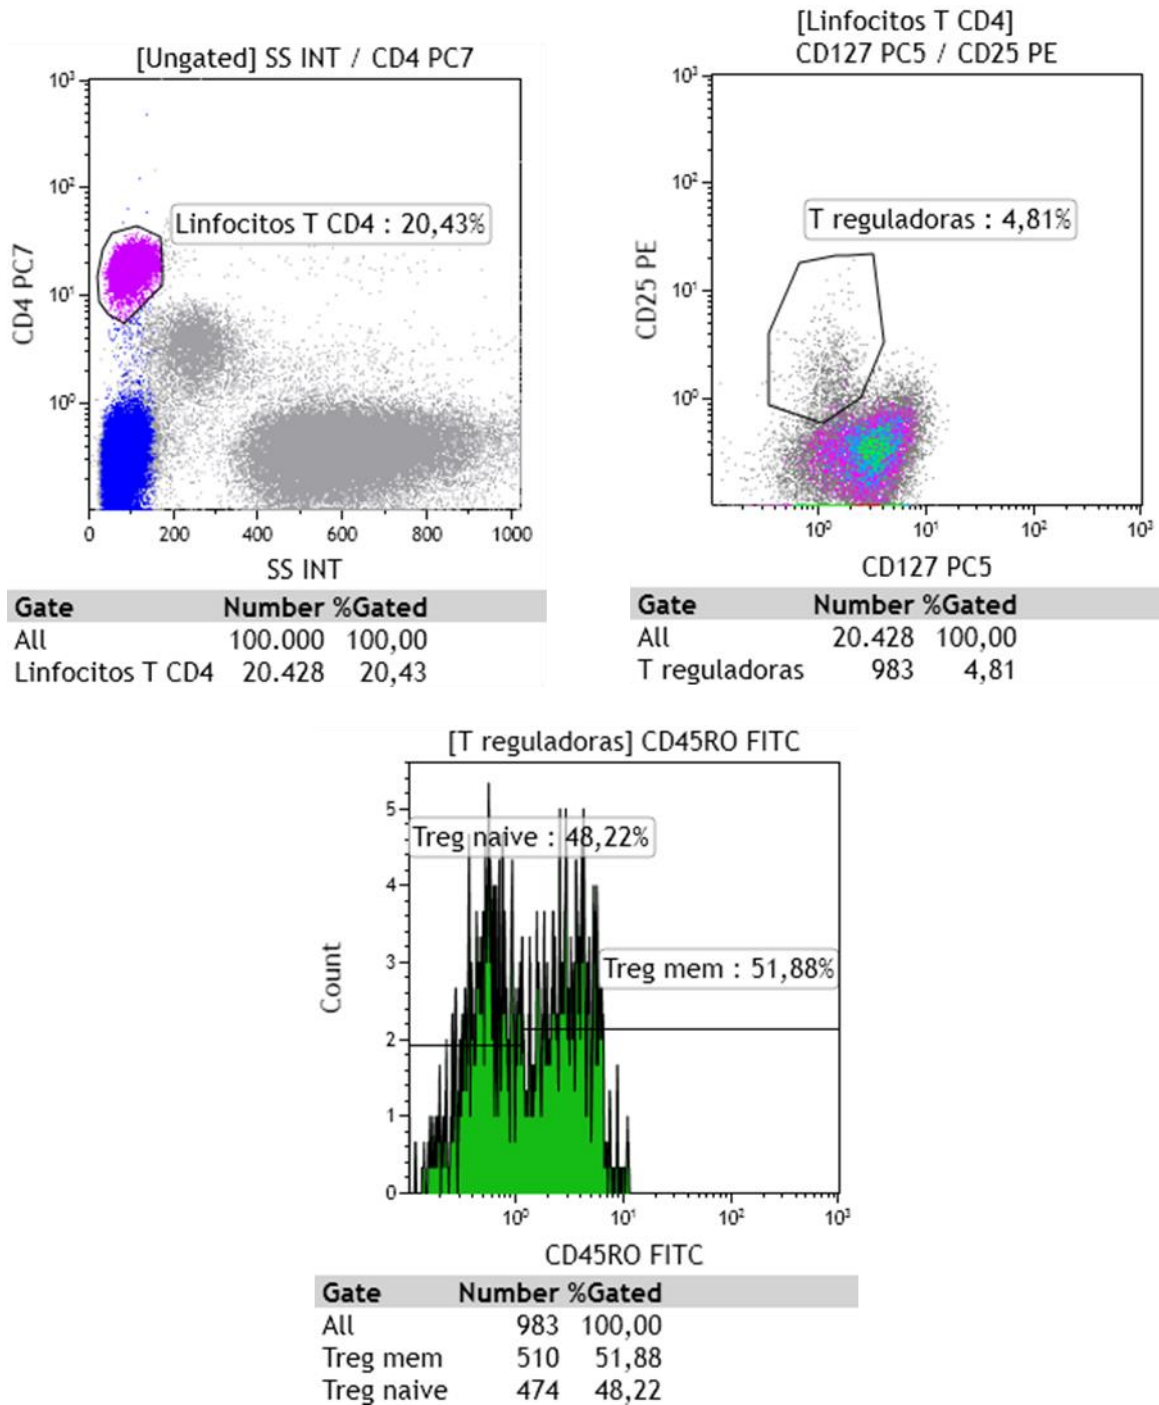 [Ungated] SS INT / CD4 PC7
10³
10²
10¹
10⁰
CD4 PC7
Linfocitos T CD4 : 20,43%
0 200 400 600 800 1000
SS INT
Gate Number %Gated
All 100.000 100,00
Linfocitos T CD4 20.428 20,43
[Linfocitos T CD4]
CD127 PC5 / CD25 PE
10³
10²
10¹
10⁰
CD25 PE
T reguladoras : 4,81%
10⁰ 10¹ 10² 10³
CD127 PC5
Gate Number %Gated
All 20.428 100,00
T reguladoras 983 4,81
[T reguladoras] CD45RO FITC
5
4
3
2
1
0
Count
Treg naive : 48,22%
Treg mem : 51,88%
10⁰ 10¹ 10² 10³
CD45RO FITC
Gate Number %Gated
All 983 100,00
Treg mem 510 51,88
Treg naive 474 48,22